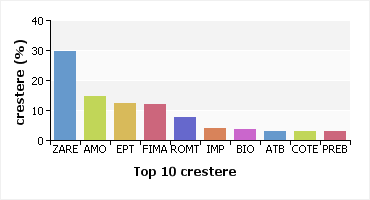 crestere (%)
40
30
20
10
0
ZARE AMO EPT FIMA ROMT IMP BIO ATB COTE PREB
Top 10 crestere